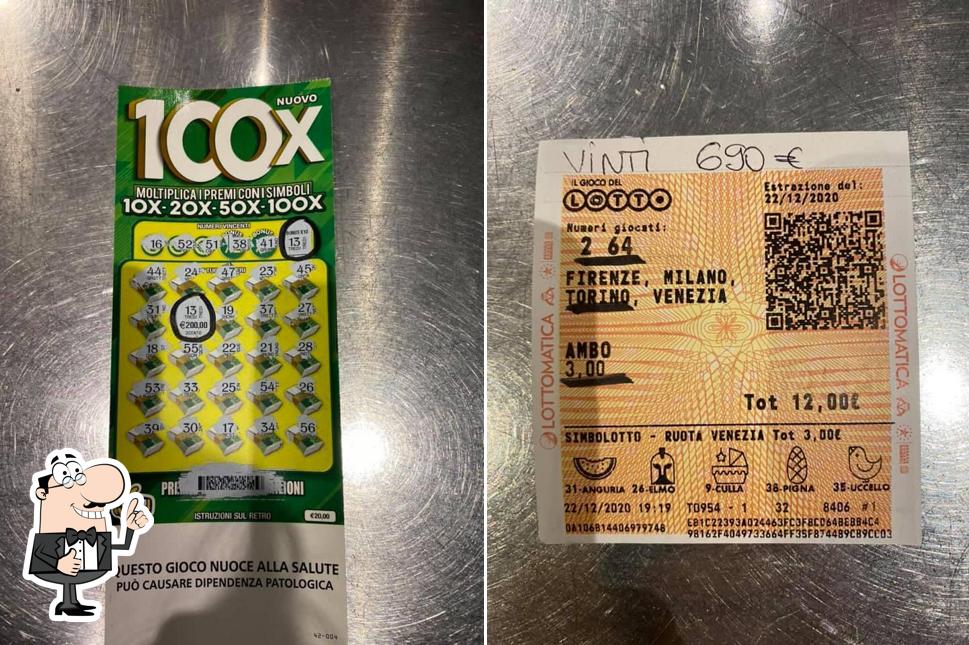 NUOVO
100X
MOLTIPLICA I PREMI CON I SIMBOLI
10X-20X-50X-100X
NUMERI VINCENTI
16 52 51 38 41 13
44 24 47 23 45
31 13 19 37 27
€200,00
18 55 22 21 28
53 33 25 54 26
39 30 17 34 56
ISTRUZIONI SUL RETRO
€20,00
QUESTO GIOCO NUOCE ALLA SALUTE
PUÒ CAUSARE DIPENDENZA PATOLOGICA
42-004
VINTI 690 €
IL GIOCO DEL
LOTTO
Estrazione del:
22/12/2020
Numeri giocati:
2 64
FIRENZE, MILANO,
TORINO, VENEZIA
AMBO
3,00
Tot 12,00€
LOTTOMATICA
LOTTOMATICA
SIMBOLOTTO - RUOTA VENEZIA Tot 3,00€
31-ANGURIA 26-ELMO 9-CULLA 38-PIGNA 35-UCCELLO
22/12/2020 19:19 T0954 - 1 32 8406 #1
0A106B14406979748